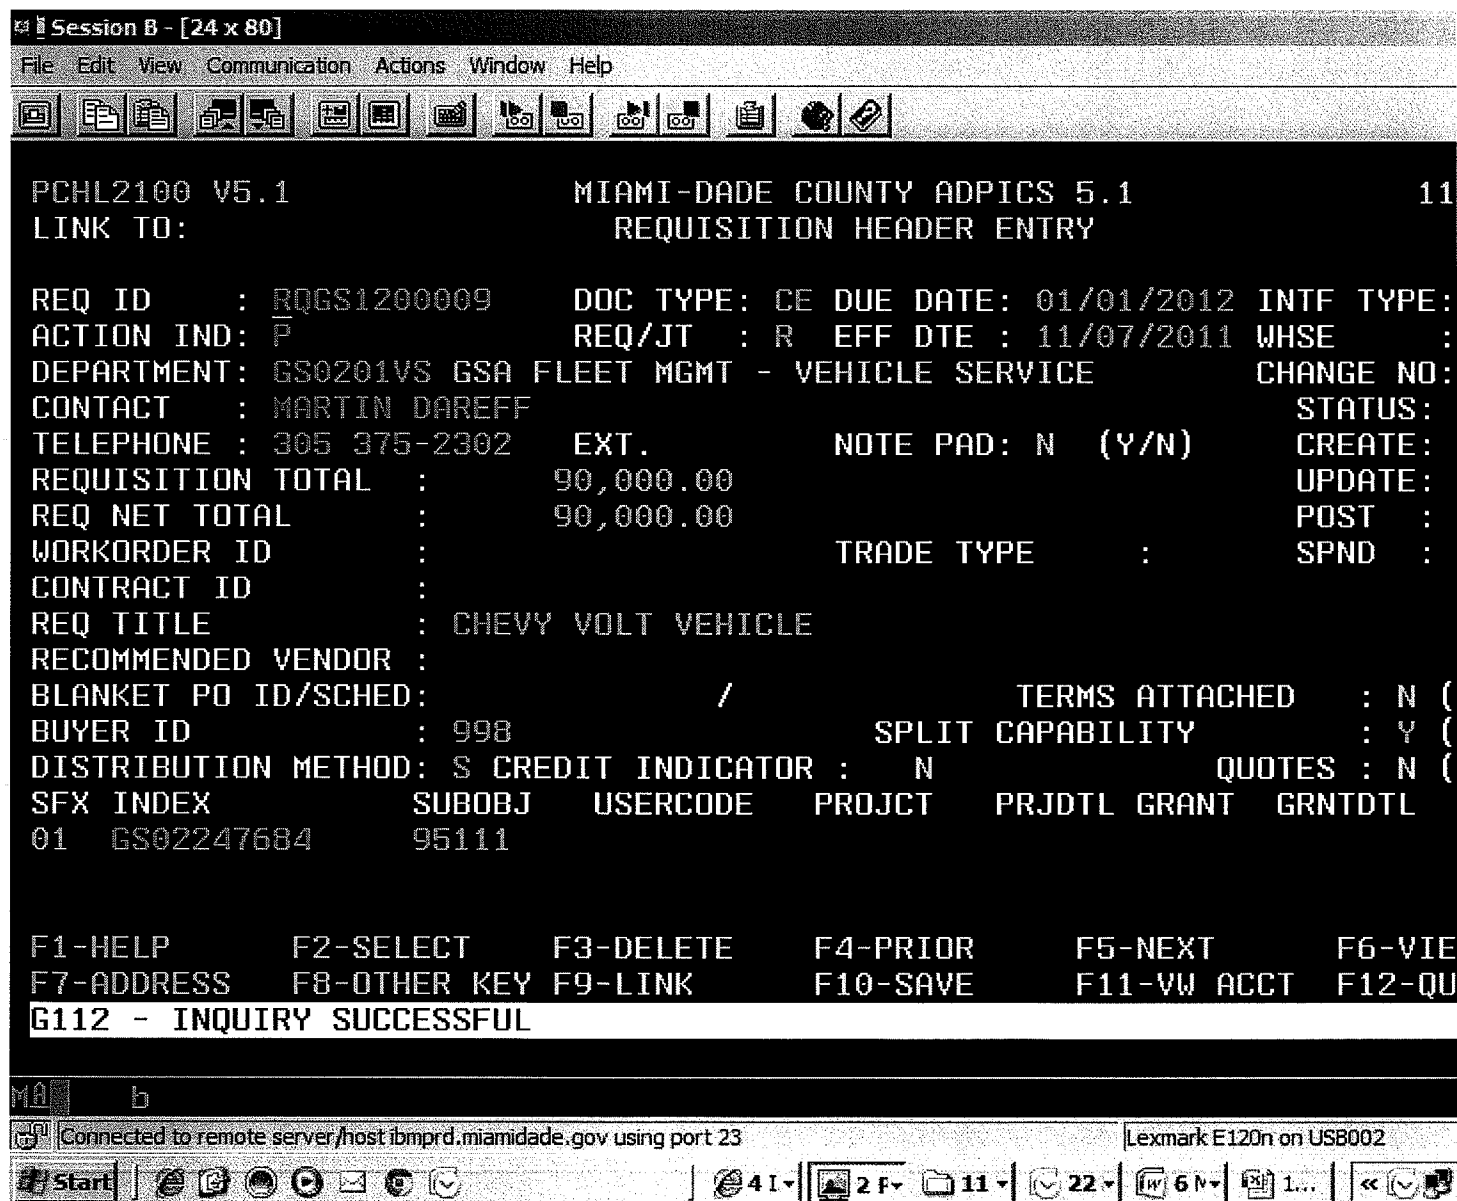 Session B - [24 x 80]
File Edit View Communication Actions Window Help
PCHL2100 V5.1 MIAMI-DADE COUNTY ADPICS 5.1 11
LINK TO: REQUISITION HEADER ENTRY
REQ ID : RQGS1200009 DOC TYPE: CE DUE DATE: 01/01/2012 INTF TYPE:
ACTION IND: P REQ/JT : R EFF DTE : 11/07/2011 WHSE :
DEPARTMENT: GS0201VS GSA FLEET MGMT - VEHICLE SERVICE CHANGE NO:
CONTACT : MARTIN DAREFF STATUS:
TELEPHONE : 305 375-2302 EXT. NOTE PAD: N (Y/N) CREATE:
REQUISITION TOTAL : 90,000.00 UPDATE:
REQ NET TOTAL : 90,000.00 POST :
WORKORDER ID : TRADE TYPE : SPND :
CONTRACT ID :
REQ TITLE : CHEVY VOLT VEHICLE
RECOMMENDED VENDOR :
BLANKET PO ID/SCHED: / TERMS ATTACHED : N (
BUYER ID : 998 SPLIT CAPABILITY : Y (
DISTRIBUTION METHOD: S CREDIT INDICATOR : N QUOTES : N (
SFX INDEX SUBOBJ USERCODE PROJCT PRJDTL GRANT GRNTDTL
01 GS02247684 95111
F1-HELP F2-SELECT F3-DELETE F4-PRIOR F5-NEXT F6-VIE
F7-ADDRESS F8-OTHER KEY F9-LINK F10-SAVE F11-VW ACCT F12-QU
G112 - INQUIRY SUCCESSFUL
MA b
Connected to remote server/host ibmprd.miamidade.gov using port 23 Lexmark E120n on USB002
Start 4 I 2 F 11 22 6 1... «